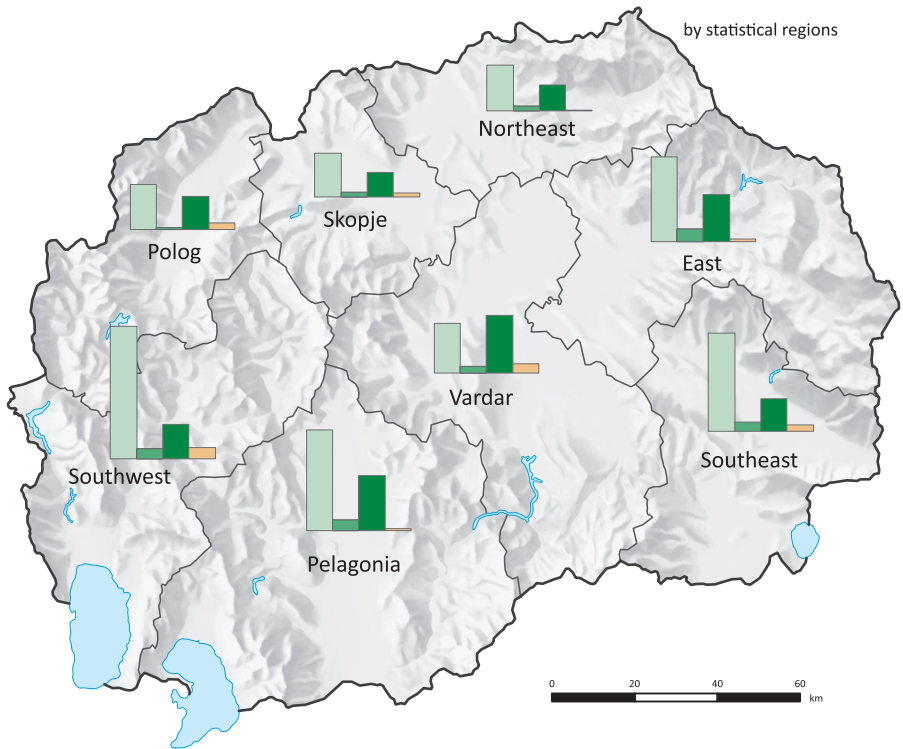 by statistical regions
Northeast
Skopje
Polog
East
Vardar
Southeast
Southwest
Pelagonia
0 20 40 60
km